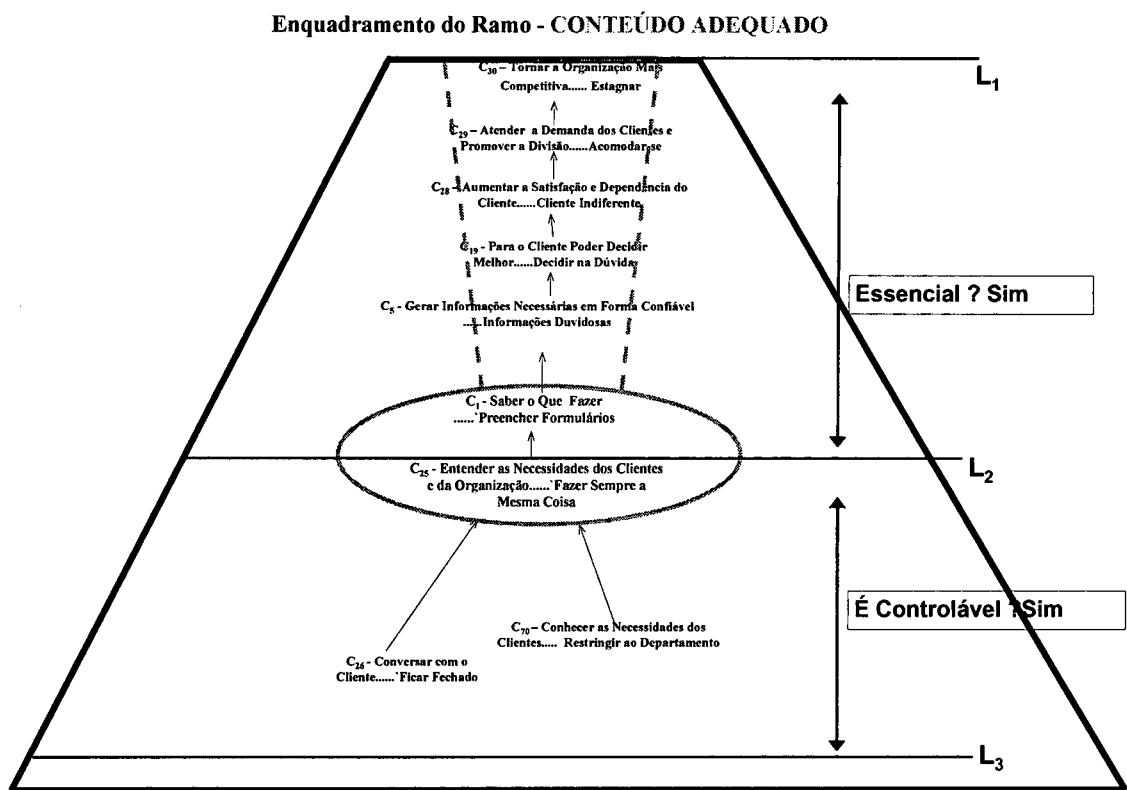 Enquadramento do Ramo - CONTEÚDO ADEQUADO
C30 – Tornar a Organização Mais
Competitiva...... Estagnar
L1
C29 – Atender a Demanda dos Clientes e
Promover a Divisão......Acomodar-se
C28 - Aumentar a Satisfação e Dependência do
Cliente......Cliente Indiferente
C19 - Para o Cliente Poder Decidir
Melhor......Decidir na Dúvida
Essencial ? Sim
C5 - Gerar Informações Necessárias em Forma Confiável
......Informações Duvidosas
C1 - Saber o Que Fazer
......`Preencher Formulários
L2
C25 - Entender as Necessidades dos Clientes
e da Organização......`Fazer Sempre a
Mesma Coisa
É Controlável ?Sim
C70 – Conhecer as Necessidades dos
Clientes..... Restringir ao Departamento
C26 - Conversar com o
Cliente......`Ficar Fechado
L3